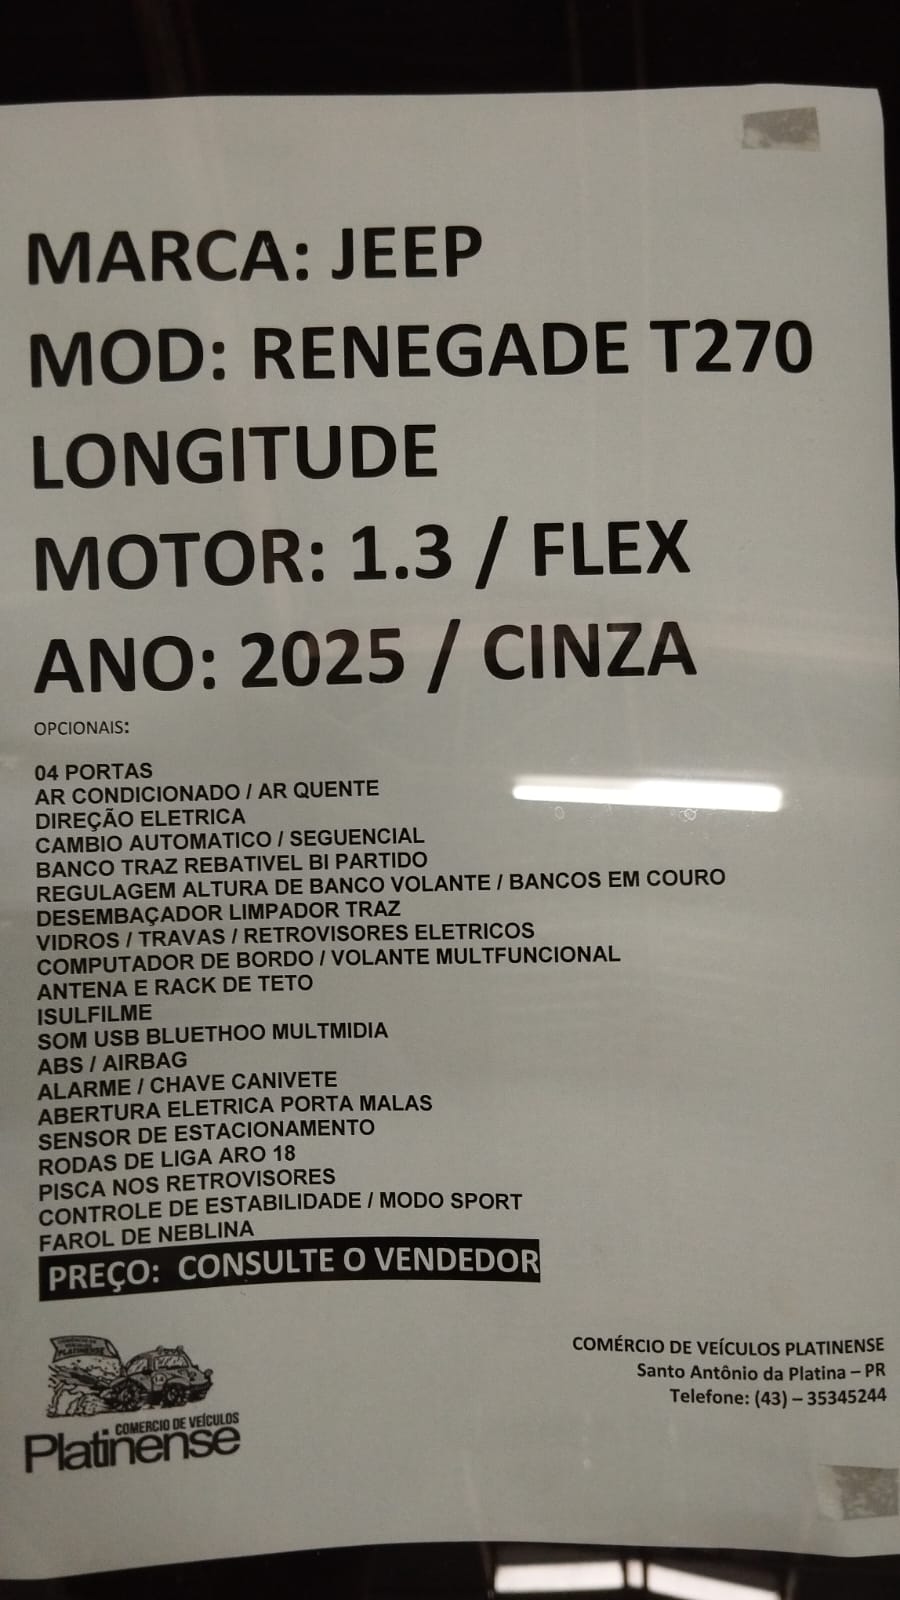 MARCA: JEEP
MOD: RENEGADE T270
LONGITUDE
MOTOR: 1.3 / FLEX
ANO: 2025 / CINZA
OPCIONAIS:
04 PORTAS
AR CONDICIONADO / AR QUENTE
DIREÇÃO ELETRICA
CAMBIO AUTOMATICO / SEGUENCIAL
BANCO TRAZ REBATIVEL BI PARTIDO
REGULAGEM ALTURA DE BANCO VOLANTE / BANCOS EM COURO
DESEMBAÇADOR LIMPADOR TRAZ
VIDROS / TRAVAS / RETROVISORES ELETRICOS
COMPUTADOR DE BORDO / VOLANTE MULTFUNCIONAL
ANTENA E RACK DE TETO
ISULFILME
SOM USB BLUETHOO MULTMIDIA
ABS / AIRBAG
ALARME / CHAVE CANIVETE
ABERTURA ELETRICA PORTA MALAS
SENSOR DE ESTACIONAMENTO
RODAS DE LIGA ARO 18
PISCA NOS RETROVISORES
CONTROLE DE ESTABILIDADE / MODO SPORT
FAROL DE NEBLINA
PREÇO: CONSULTE O VENDEDOR
COMÉRCIO DE VEÍCULOS PLATINENSE
Santo Antônio da Platina – PR
Telefone: (43) – 35345244
COMERCIO DE VEÍCULOS
PLATINENSE
COMERCIO DE VEÍCULOS
Platinense